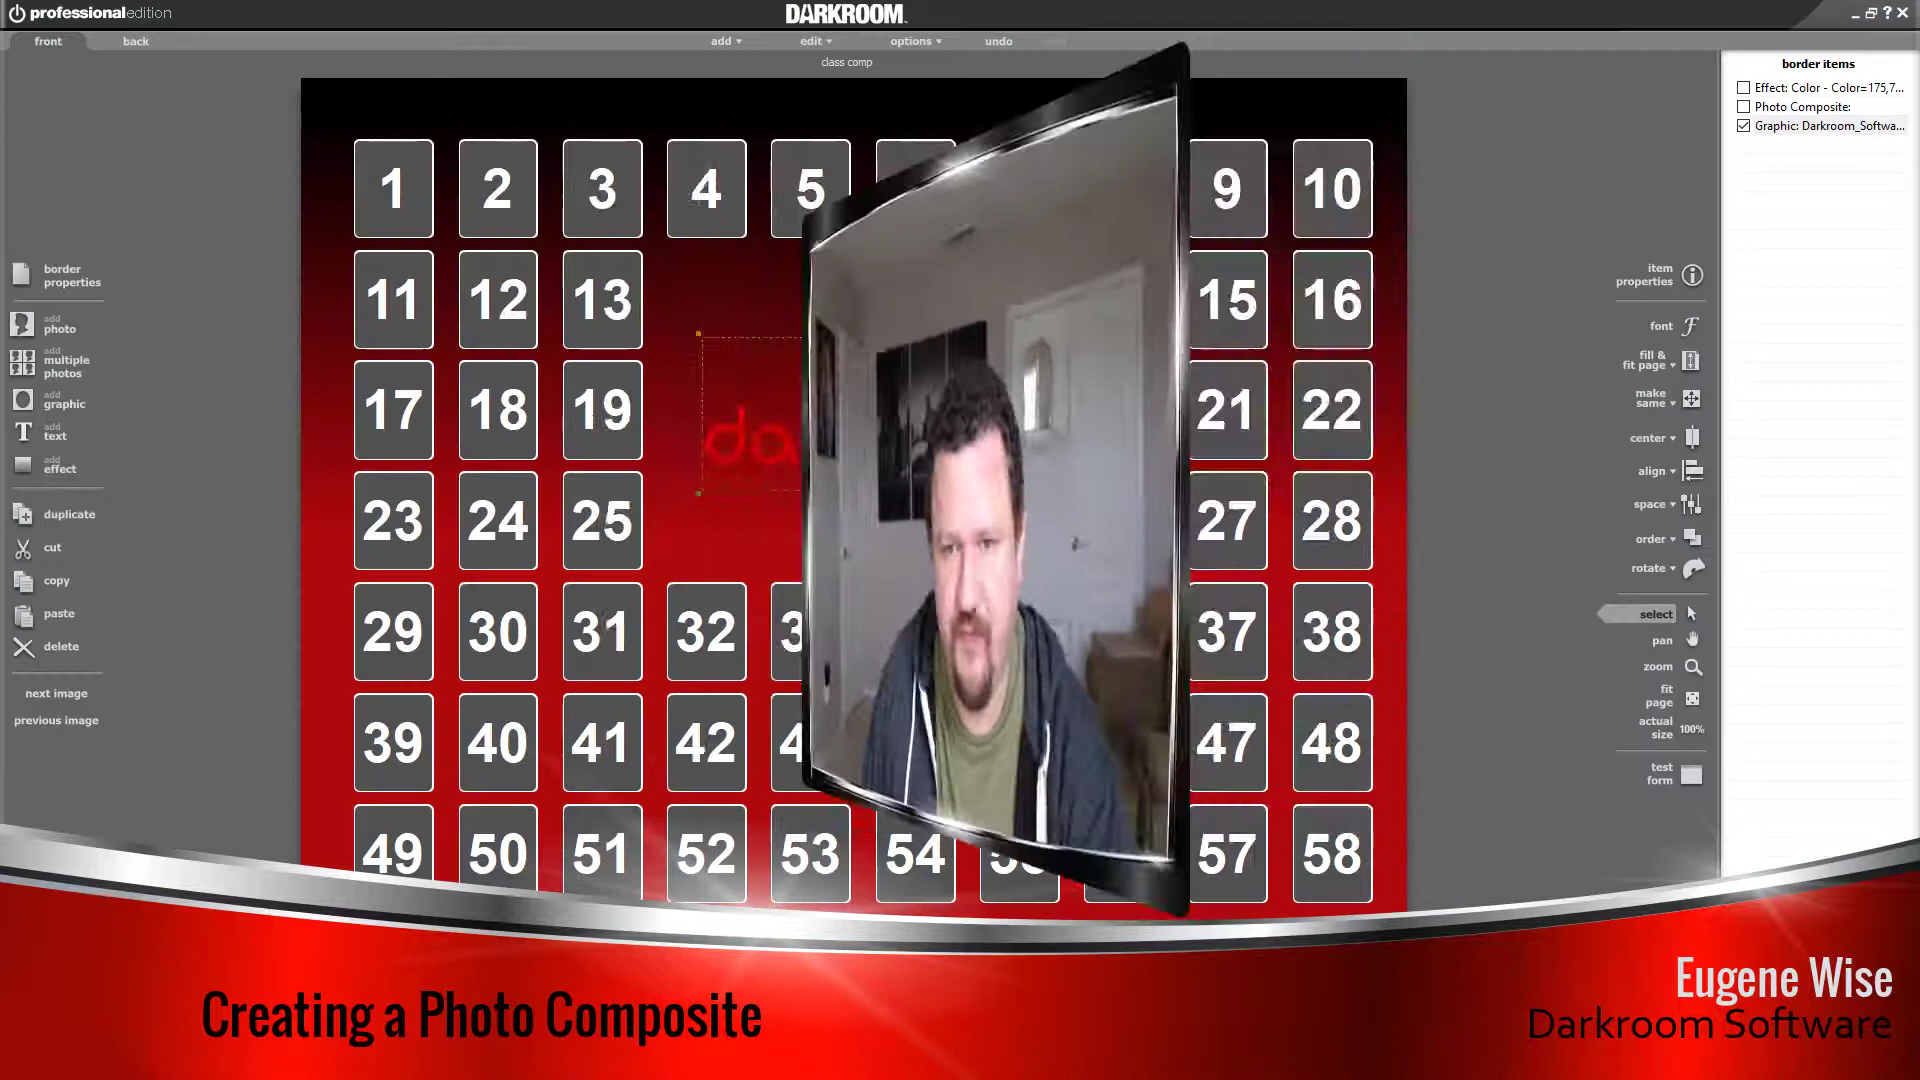 professionaledition
DARKROOM
front back add edit options undo
class comp
border items
Effect: Color - Color=175,7...
Photo Composite:
Graphic: Darkroom_Softwa...
1 2 3 4 5 9 10
11 12 13 15 16
17 18 19 21 22
23 24 25 27 28
29 30 31 32 37 38
39 40 41 42 47 48
49 50 51 52 53 54 57 58
da
border
properties
add
photo
add
multiple
photos
add
graphic
add
text
add
effect
duplicate
cut
copy
paste
delete
next image
previous image
item
properties
font
fill &
fit page
make
same
center
align
space
order
rotate
select
pan
zoom
fit
page
actual
size 100%
test
form
Creating a Photo Composite
Eugene Wise
Darkroom Software